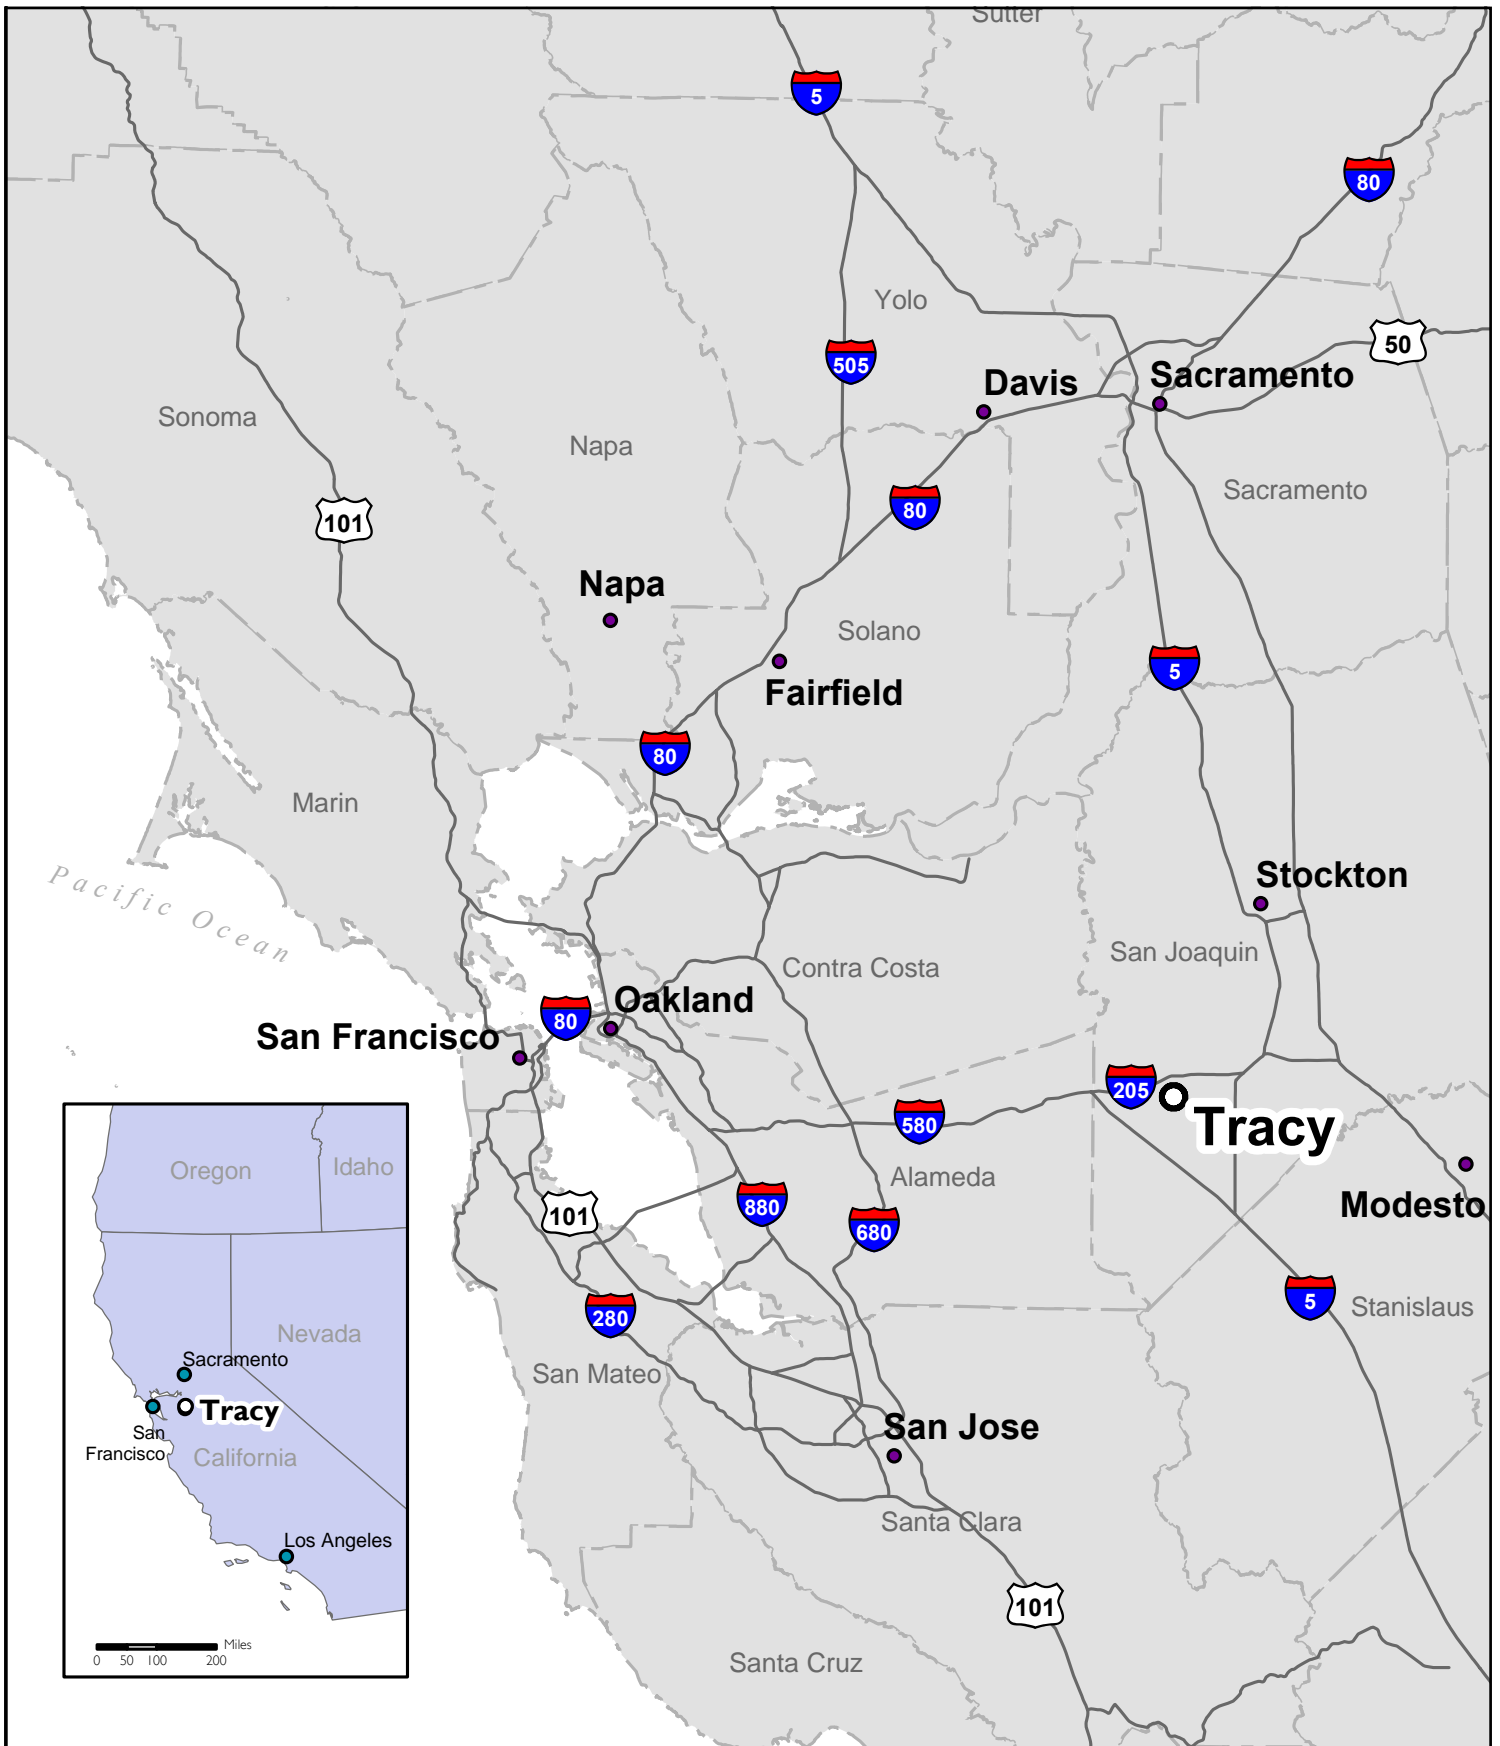 Sutter
5
80
Yolo
50
505
Davis
Sacramento
Sonoma
Napa
80
Sacramento
101
Napa
Solano
5
Fairfield
80
Marin
Stockton
Pacific Ocean
San Joaquin
Contra Costa
Oakland
80
San Francisco
205
580
Tracy
Alameda
880
Modesto
101
680
5
Stanislaus
280
San Mateo
San Jose
Santa Clara
101
Santa Cruz
Oregon
Idaho
Nevada
Sacramento
Tracy
San
Francisco
California
Los Angeles
Miles
0 50 100 200